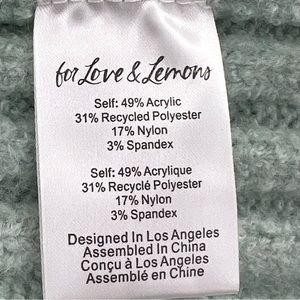 for Love & Lemons
Self: 49% Acrylic
31% Recycled Polyester
17% Nylon
3% Spandex
Self: 49% Acrylique
31% Recyclé Polyester
17% Nylon
3% Spandex
Designed In Los Angeles
Assembled In China
Conçu à Los Angeles
Assemblé en Chine